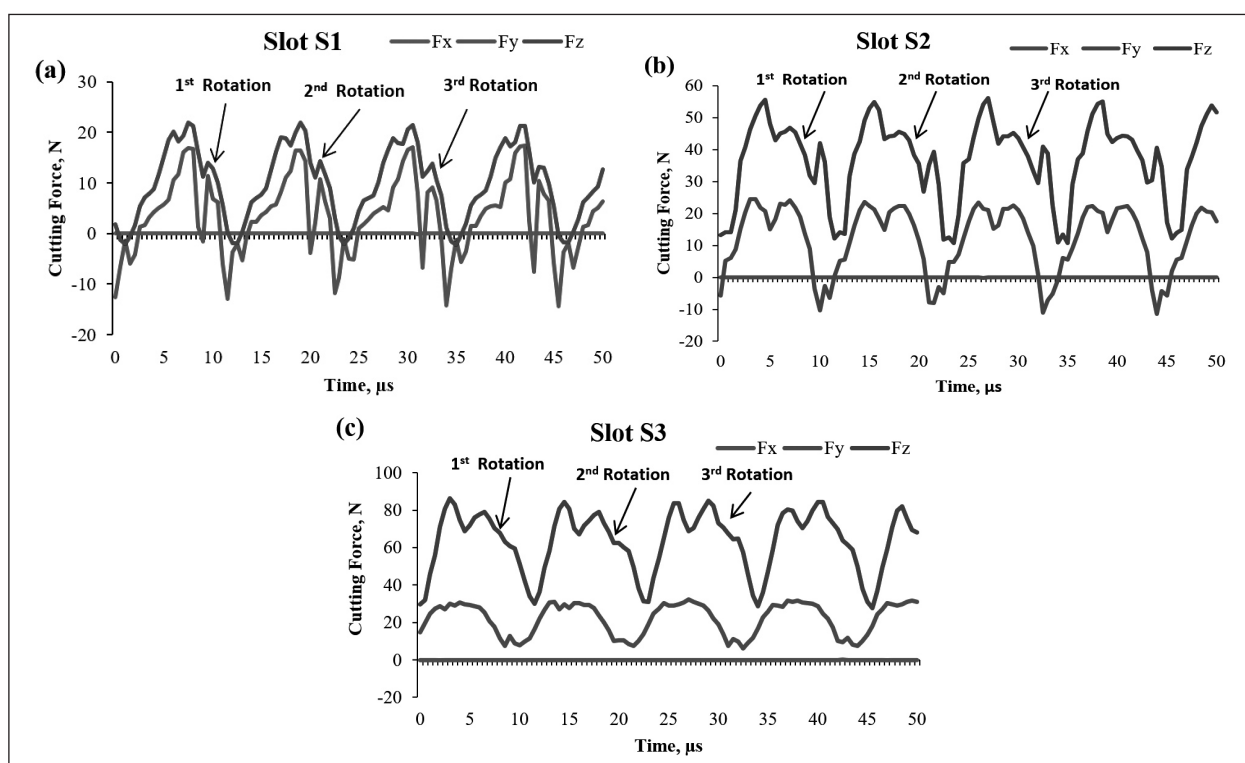 (a)
Slot S1
Fx Fy Fz
Cutting Force, N
30
20
10
0
-10
-20
1st Rotation
2nd Rotation
3rd Rotation
0 5 10 15 20 25 30 35 40 45 50
Time, µs
(b)
Slot S2
Fx Fy Fz
Cutting Force, N
60
50
40
30
20
10
0
-10
-20
1st Rotation
2nd Rotation
3rd Rotation
0 5 10 15 20 25 30 35 40 45 50
Time, µs
(c)
Slot S3
Fx Fy Fz
Cutting Force, N
100
80
60
40
20
0
-20
1st Rotation
2nd Rotation
3rd Rotation
0 5 10 15 20 25 30 35 40 45 50
Time, µs